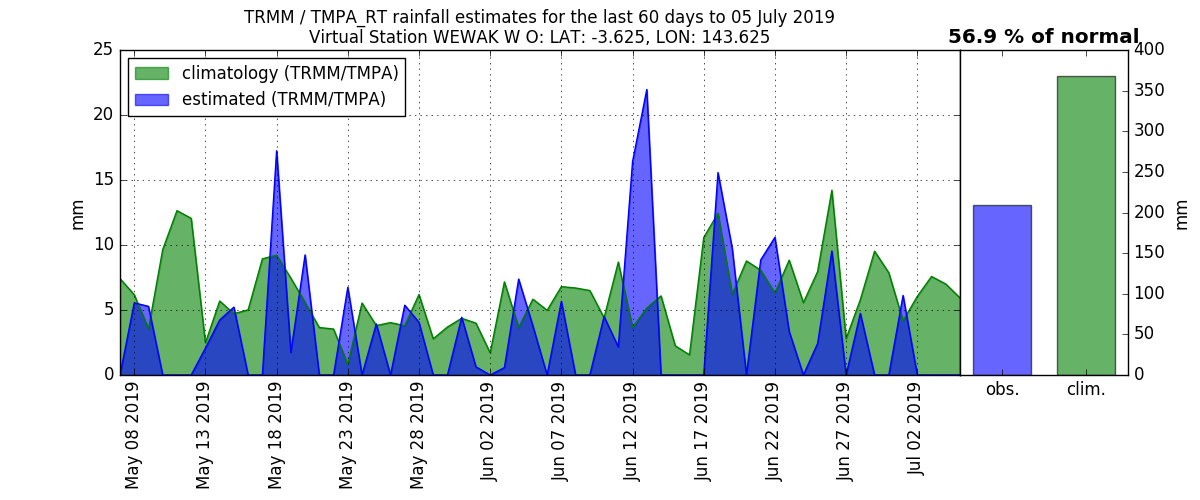 TRMM / TMPA_RT rainfall estimates for the last 60 days to 05 July 2019
Virtual Station WEWAK W O: LAT: -3.625, LON: 143.625
56.9 % of normal
climatology (TRMM/TMPA)
estimated (TRMM/TMPA)
25
20
15
10
5
0
mm
May 08 2019
May 13 2019
May 18 2019
May 23 2019
May 28 2019
Jun 02 2019
Jun 07 2019
Jun 12 2019
Jun 17 2019
Jun 22 2019
Jun 27 2019
Jul 02 2019
obs.
clim.
400
350
300
250
200
150
100
50
0
mm